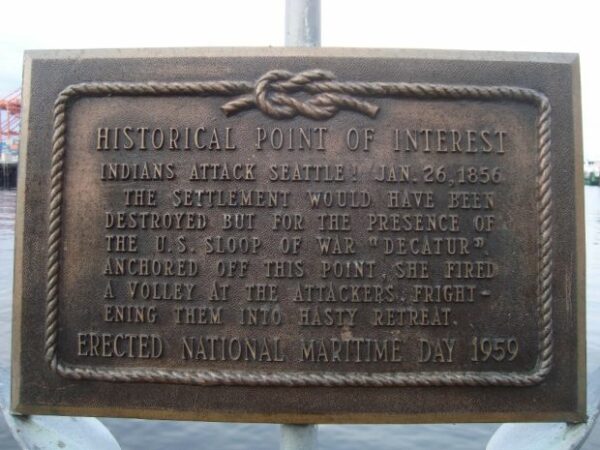 HISTORICAL POINT OF INTEREST
INDIANS ATTACK SEATTLE! JAN. 26, 1856
THE SETTLEMENT WOULD HAVE BEEN
DESTROYED BUT FOR THE PRESENCE OF
THE U.S. SLOOP OF WAR "DECATUR".
ANCHORED OFF THIS POINT, SHE FIRED
A VOLLEY AT THE ATTACKERS, FRIGHT-
ENING THEM INTO HASTY RETREAT.
ERECTED NATIONAL MARITIME DAY 1959